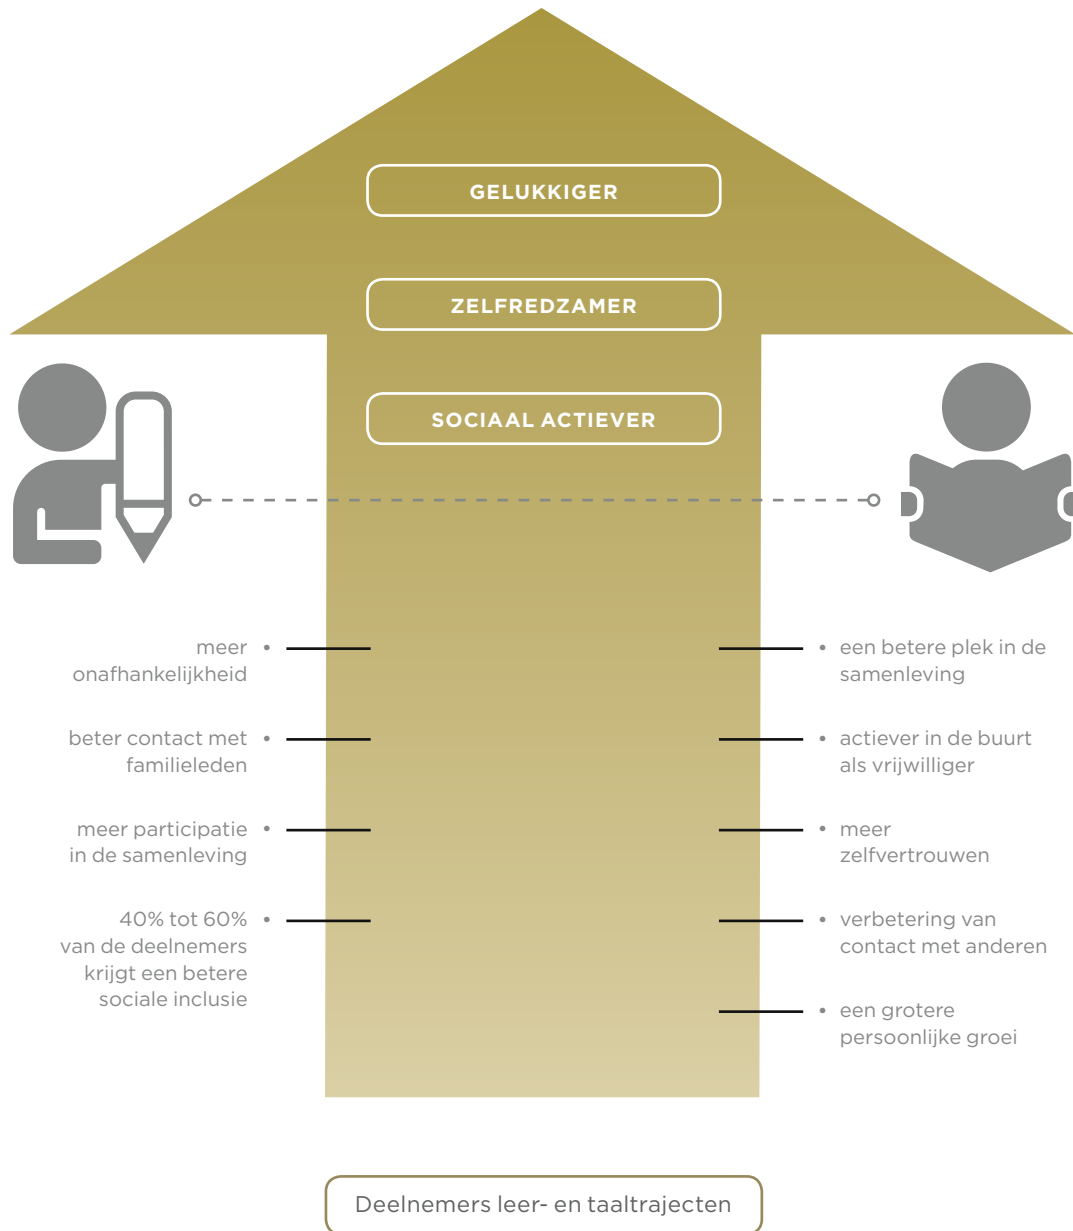 GELUKKIGER
ZELFREDZAMER
SOCIAAL ACTIEVER
meer •
onafhankelijkheid
beter contact met •
familieleden
meer participatie •
in de samenleving
40% tot 60% •
van de deelnemers
krijgt een betere
sociale inclusie
• een betere plek in de
samenleving
• actiever in de buurt
als vrijwilliger
• meer
zelfvertrouwen
• verbetering van
contact met anderen
• een grotere
persoonlijke groei
Deelnemers leer- en taaltrajecten